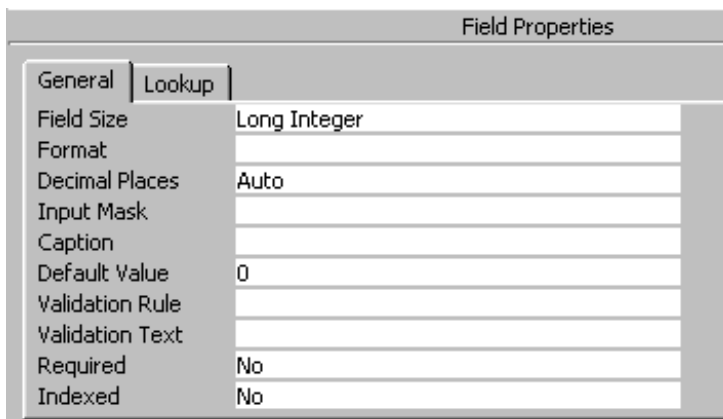 Field Properties
General Lookup
Field Size Long Integer
Format
Decimal Places Auto
Input Mask
Caption
Default Value 0
Validation Rule
Validation Text
Required No
Indexed No